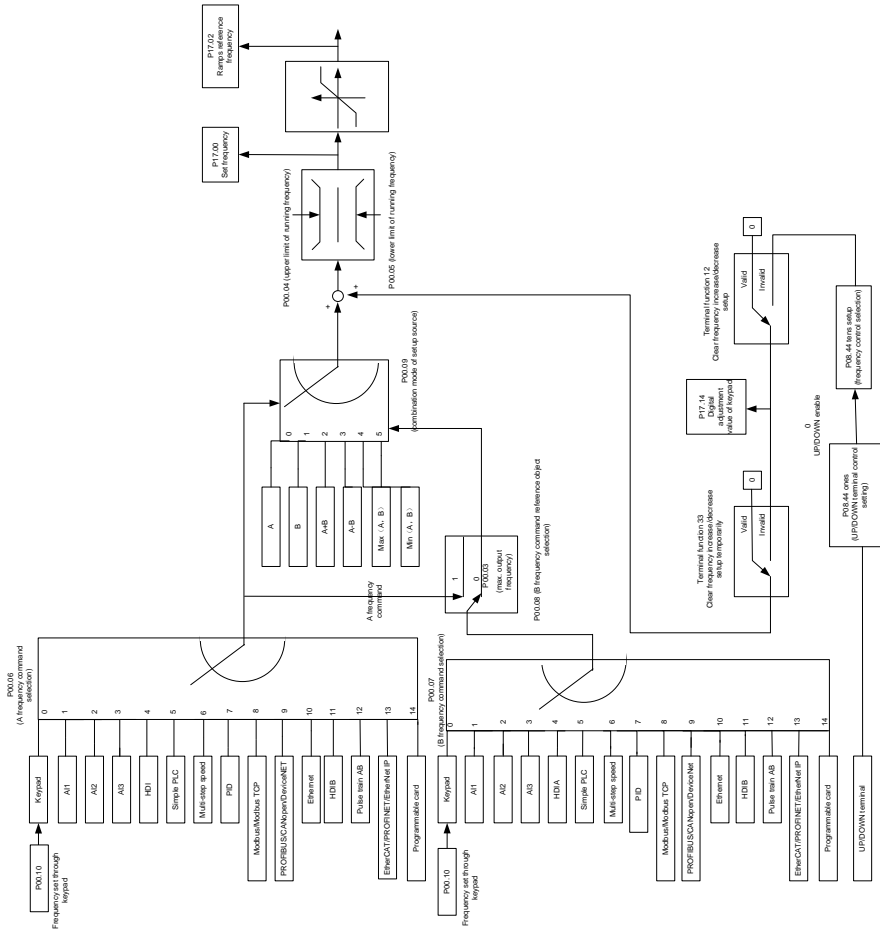 P00.06
(A frequency command
selection)
P00.10
Frequency set through
keypad
Keypad
0
AI1
1
AI2
2
AI3
3
HDI
4
Simple PLC
5
Multi-step speed
6
PID
7
Modbus/Modbus TCP
8
PROFIBUS/CANopen/DeviceNET
9
Ethernet
10
HDIB
11
Pulse train AB
12
EtherCAT/PROFINET/EtherNet IP
13
Programmable card
14
A frequency
command
P00.07
(B frequency command selection)
P00.10
Frequency set through
keypad
Keypad
0
AI1
1
AI2
2
AI3
3
HDIA
4
Simple PLC
5
Multi-step speed
6
PID
7
Modbus/Modbus TCP
8
PROFIBUS/CANopen/DeviceNet
9
Ethernet
10
HDIB
11
Pulse train AB
12
EtherCAT/PROFINET/EtherNet IP
13
Programmable card
14
UP/DOWN terminal
1
0
P00.03
(max. output
frequency)
P00.08 (B frequency command reference object
selection)
A
0
B
1
A+B
2
A-B
3
Max (A, B)
4
Min (A, B)
5
P00.09
(combination mode of setup source)
+
+
P00.04 (upper limit of running frequency)
P00.05 (lower limit of running frequency)
P17.00
Set frequency
P17.02
Ramps reference
frequency
Terminal function 33
Clear frequency increase/decrease
setup temporarily
Valid
Invalid
0
P17.14
Digital
adjustment
value of keypad
Terminal function 12
Clear frequency increase/decrease
setup
Valid
Invalid
0
P08.44 ones
(UP/DOWN terminal control
setting)
0
UP/DOWN enable
P08.44 tens setup
(frequency control selection)